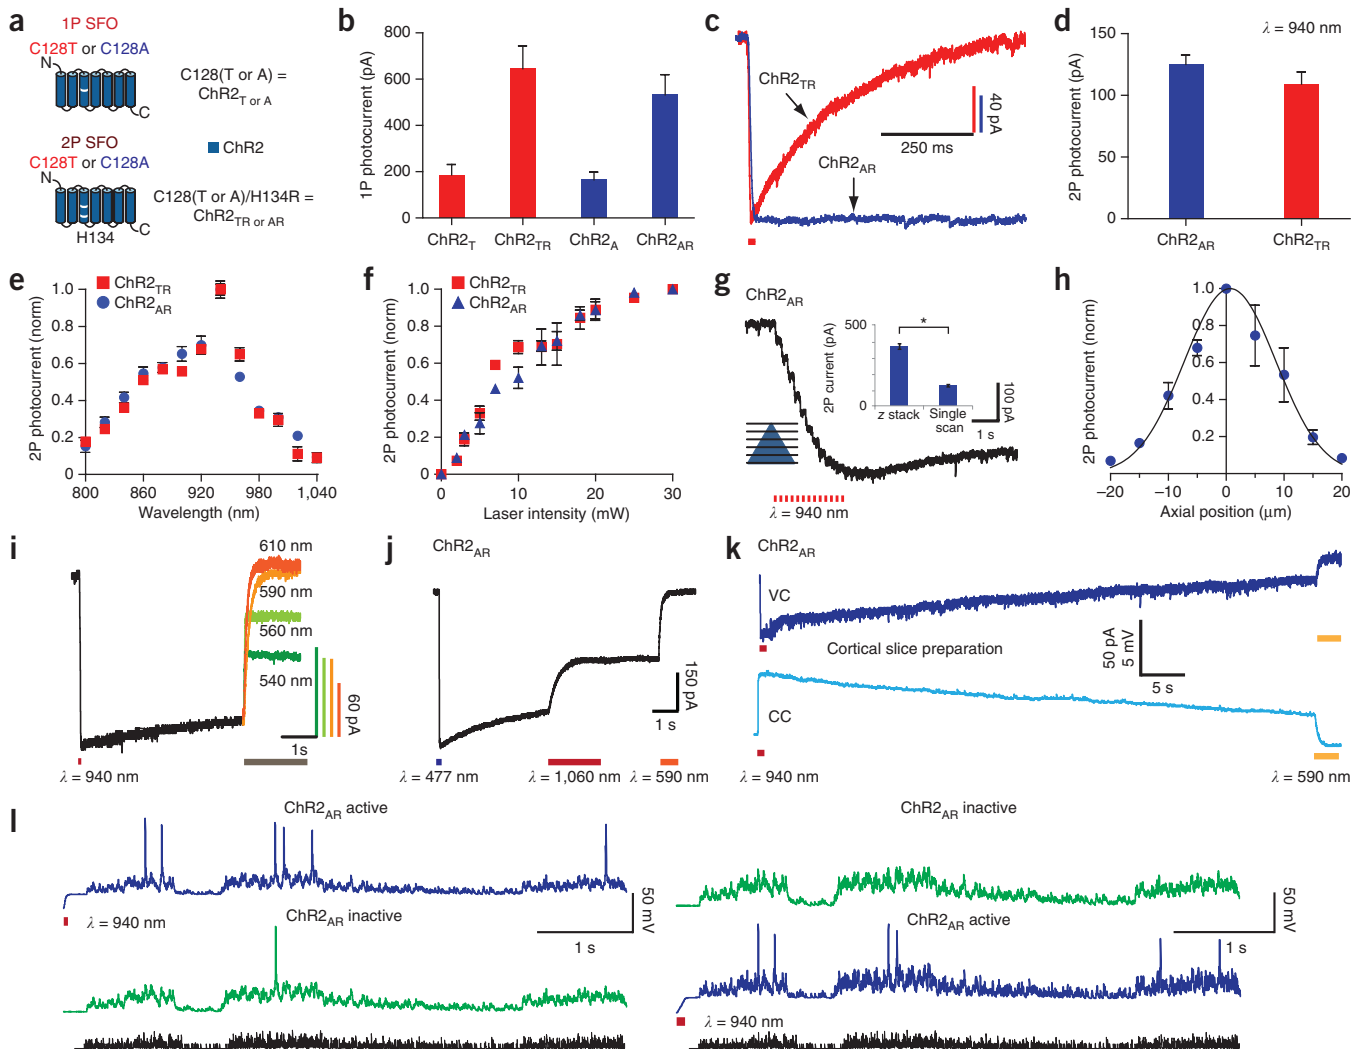 a
1P SFO
C128T or C128A
N
C
C128(T or A) =
ChR2T or A
2P SFO
ChR2
C128T or C128A
N
C
H134
C128(T or A)/H134R =
ChR2TR or AR
b
1P photocurrent (pA)
800
600
400
200
0
ChR2T
ChR2TR
ChR2A
ChR2AR
c
ChR2TR
40 pA
250 ms
ChR2AR
d
λ = 940 nm
2P photocurrent (pA)
150
100
50
0
ChR2AR
ChR2TR
e
ChR2TR
ChR2AR
2P photocurrent (norm)
1.0
0.8
0.6
0.4
0.2
0
800
860
920
980
1,040
Wavelength (nm)
f
ChR2TR
ChR2AR
2P photocurrent (norm)
1.0
0.8
0.6
0.4
0.2
0
0
10
20
30
Laser intensity (mW)
g
ChR2AR
2P current (pA)
500
0
*
z stack
Single
scan
100 pA
1 s
λ = 940 nm
h
2P photocurrent (norm)
1.0
0.8
0.6
0.4
0.2
–20
–10
0
10
20
Axial position (μm)
i
610 nm
590 nm
560 nm
540 nm
60 pA
1s
λ = 940 nm
j
ChR2AR
150 pA
1 s
λ = 477 nm
λ = 1,060 nm
λ = 590 nm
k
ChR2AR
VC
Cortical slice preparation
50 pA
5 mV
5 s
CC
λ = 940 nm
λ = 590 nm
l
ChR2AR active
λ = 940 nm
ChR2AR inactive
50 mV
1 s
ChR2AR inactive
ChR2AR active
50 mV
1 s
λ = 940 nm